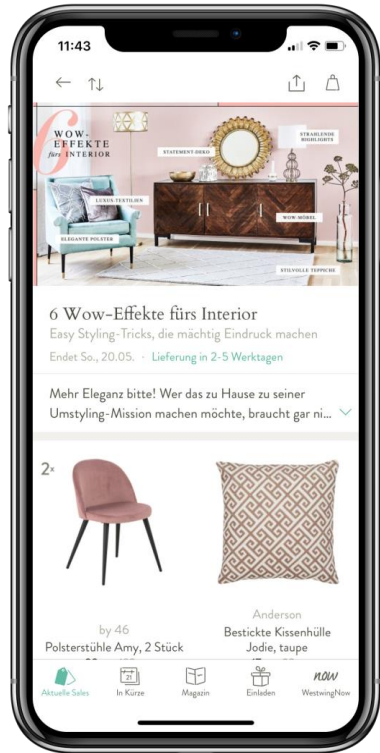 11:43
6
WOW-
EFFEKTE
fürs INTERIOR
STATEMENT-DEKO
STRAHLENDE
HIGHLIGHTS
LUXUS-TEXTILIEN
WOW-MÖBEL
ELEGANTE POLSTER
STILVOLLE TEPPICHE
6 Wow-Effekte fürs Interior
Easy Styling-Tricks, die mächtig Eindruck machen
Endet So., 20.05. · Lieferung in 2-5 Werktagen
Mehr Eleganz bitte! Wer das zu Hause zu seiner
Umstyling-Mission machen möchte, braucht gar ni...
2x
by 46
Polsterstühle Amy, 2 Stück
Anderson
Bestickte Kissenhülle
Jodie, taupe
21
Aktuelle Sales
In Kürze
Magazin
Einladen
now
WestwingNow